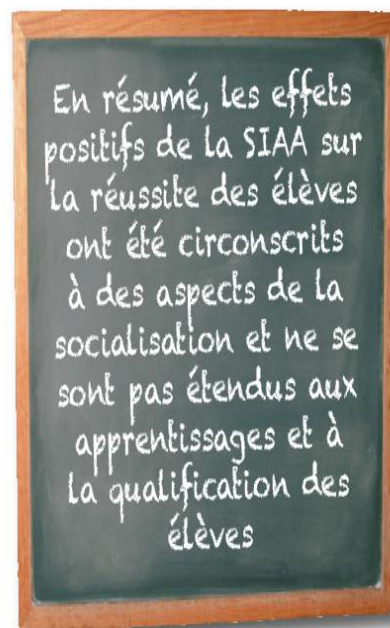 En résumé, les effets
positifs de la SIAA sur
la réussite des élèves
ont été circonscrits
à des aspects de la
socialisation et ne se
sont pas étendus aux
apprentissages et à
la qualification des
élèves